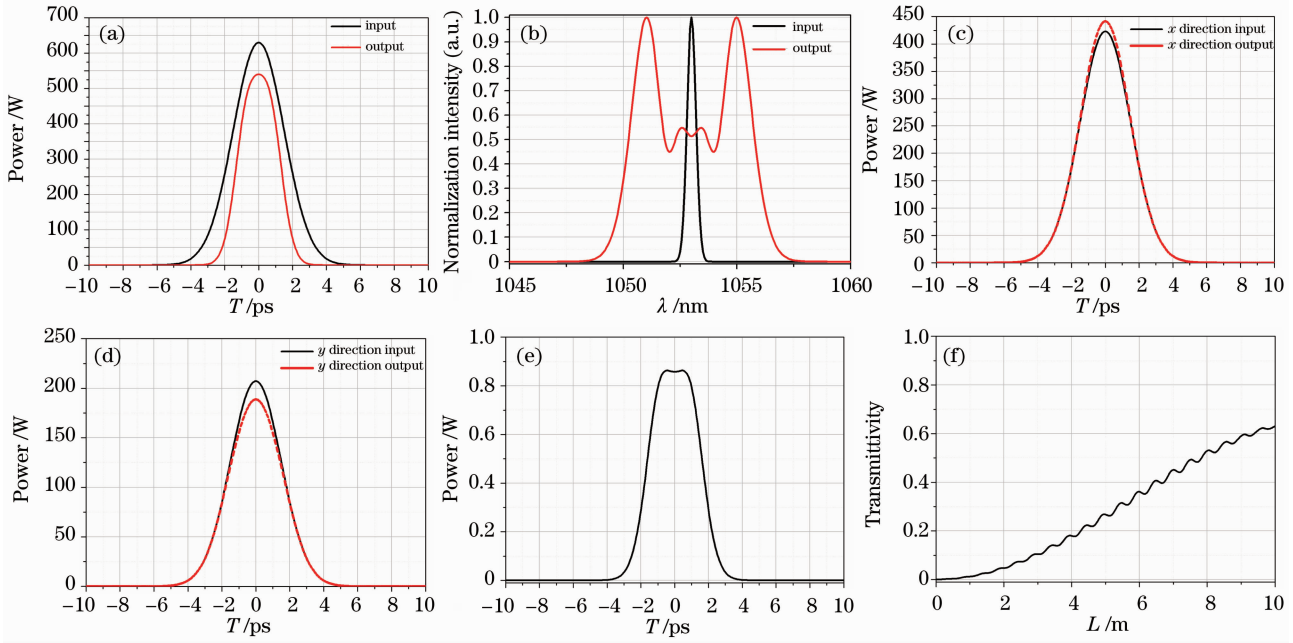 (a)
input
output
700
600
500
400
300
200
100
0
Power /W
−10 −8 −6 −4 −2 0 2 4 6 8 10
T /ps
(b)
input
output
1.0
0.9
0.8
0.7
0.6
0.5
0.4
0.3
0.2
0.1
0
Normalization intensity (a.u.)
1045 1050 1055 1060
λ /nm
(c)
x direction input
x direction output
450
400
350
300
250
200
150
100
50
0
Power /W
−10 −8 −6 −4 −2 0 2 4 6 8 10
T /ps
(d)
y direction input
y direction output
250
200
150
100
50
0
Power /W
−10 −8 −6 −4 −2 0 2 4 6 8 10
T /ps
(e)
1.0
0.8
0.6
0.4
0.2
0
Power /W
−10 −8 −6 −4 −2 0 2 4 6 8 10
T /ps
(f)
1.0
0.8
0.6
0.4
0.2
0
Transmittivity
0 2 4 6 8 10
L /m